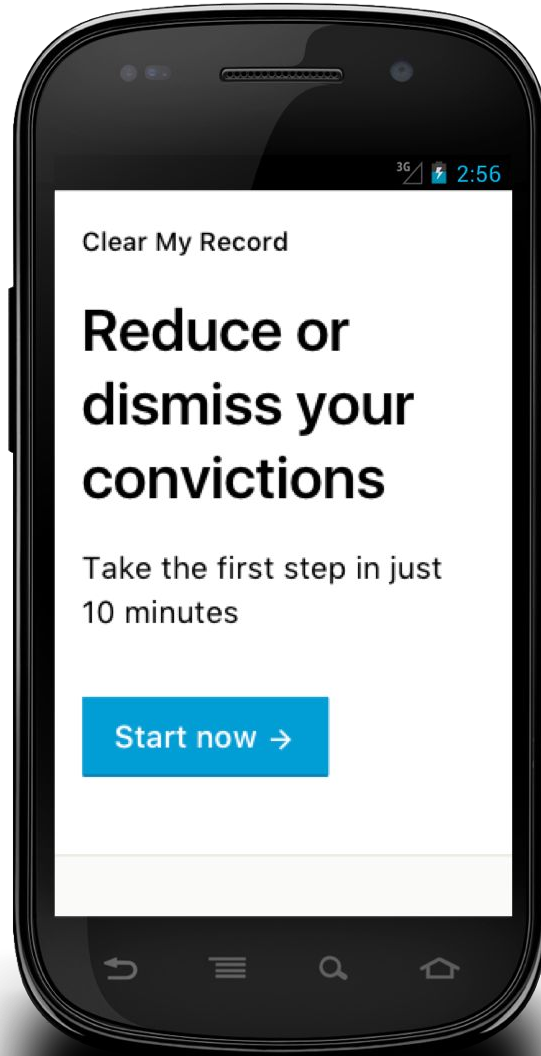 3G 2:56
Clear My Record
Reduce or
dismiss your
convictions
Take the first step in just
10 minutes
Start now →